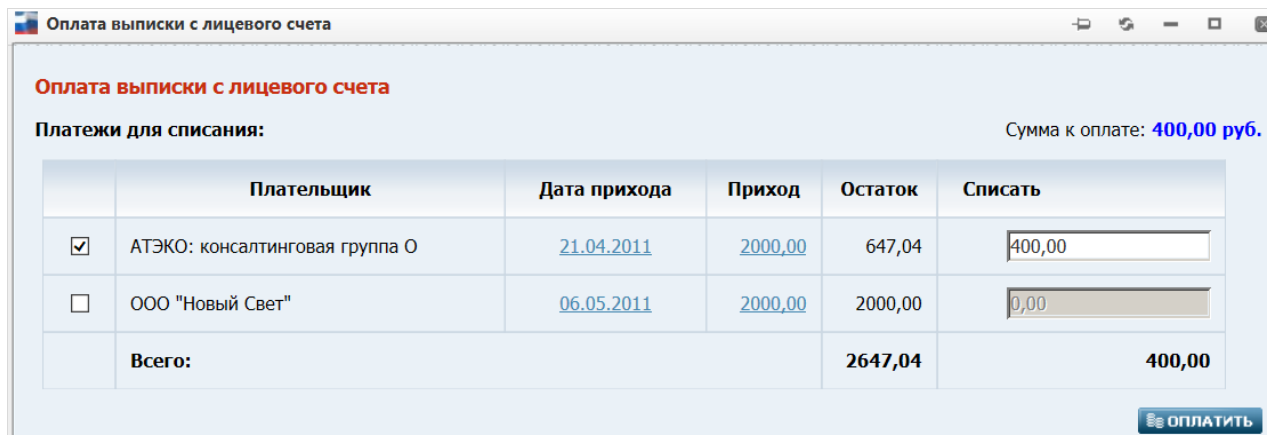 Оплата выписки с лицевого счета
Оплата выписки с лицевого счета
Платежи для списания: Сумма к оплате: 400,00 руб.
Плательщик Дата прихода Приход Остаток Списать
АТЭКО: консалтинговая группа О 21.04.2011 2000,00 647,04 400,00
ООО "Новый Свет" 06.05.2011 2000,00 2000,00 0,00
Всего: 2647,04 400,00
ОПЛАТИТЬ